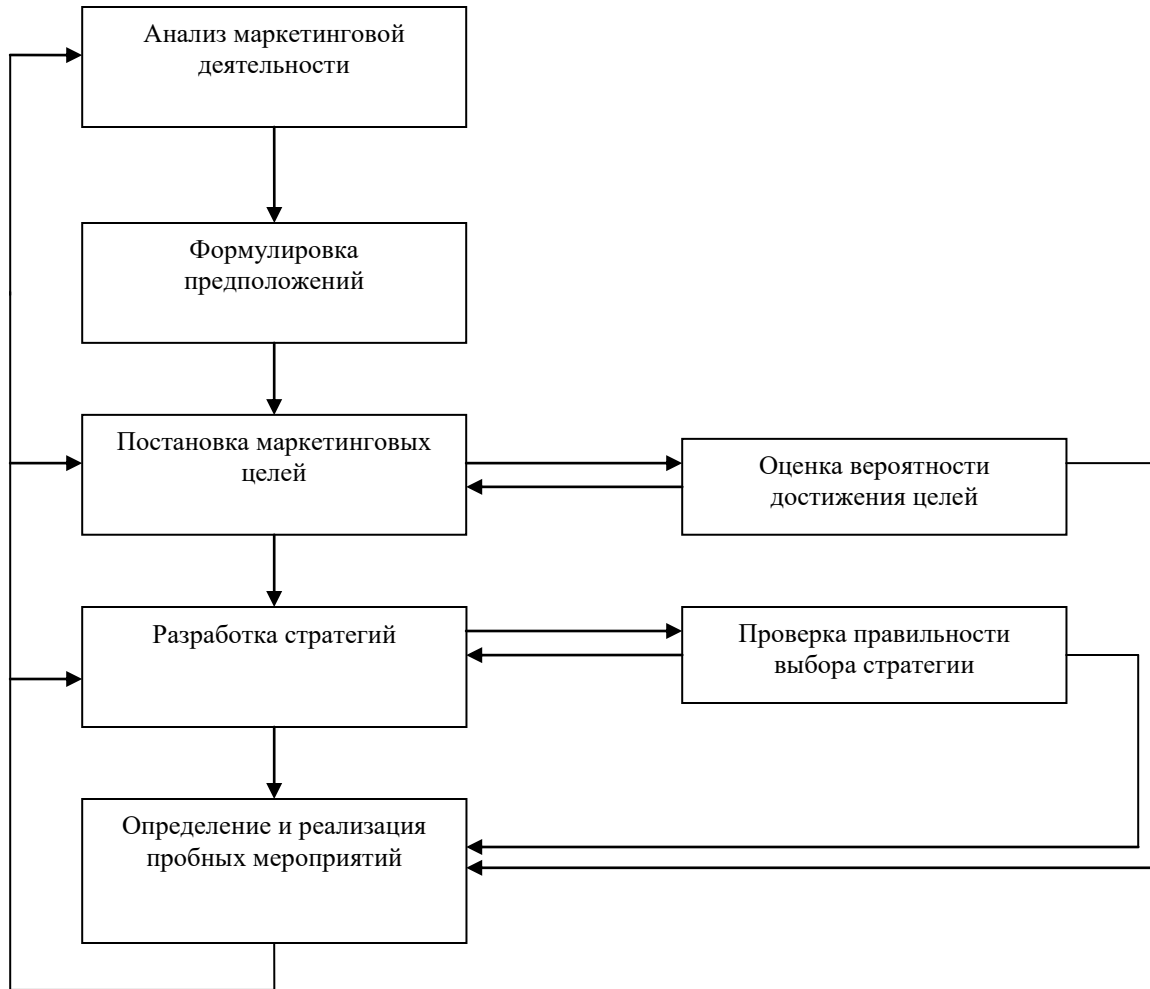 Анализ маркетинговой
деятельности
Формулировка
предположений
Постановка маркетинговых
целей
Оценка вероятности
достижения целей
Разработка стратегий
Проверка правильности
выбора стратегии
Определение и реализация
пробных мероприятий